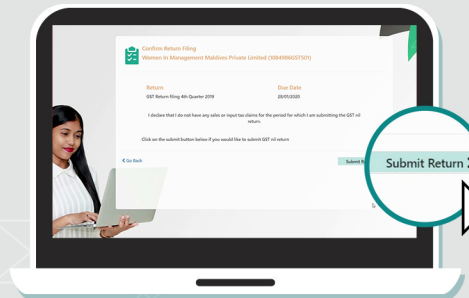 Confirm Return Filing
Women in Management Maldives Private Limited (1084986GST501)
Return
Due Date
GST Return filing 4th Quarter 2019
28/01/2020
I declare that I do not have any sales or input tax claims for the period for which I am submitting the GST nil
return.
Click on the submit button below if you would like to submit GST nil return
Go Back
Submit
Submit Return